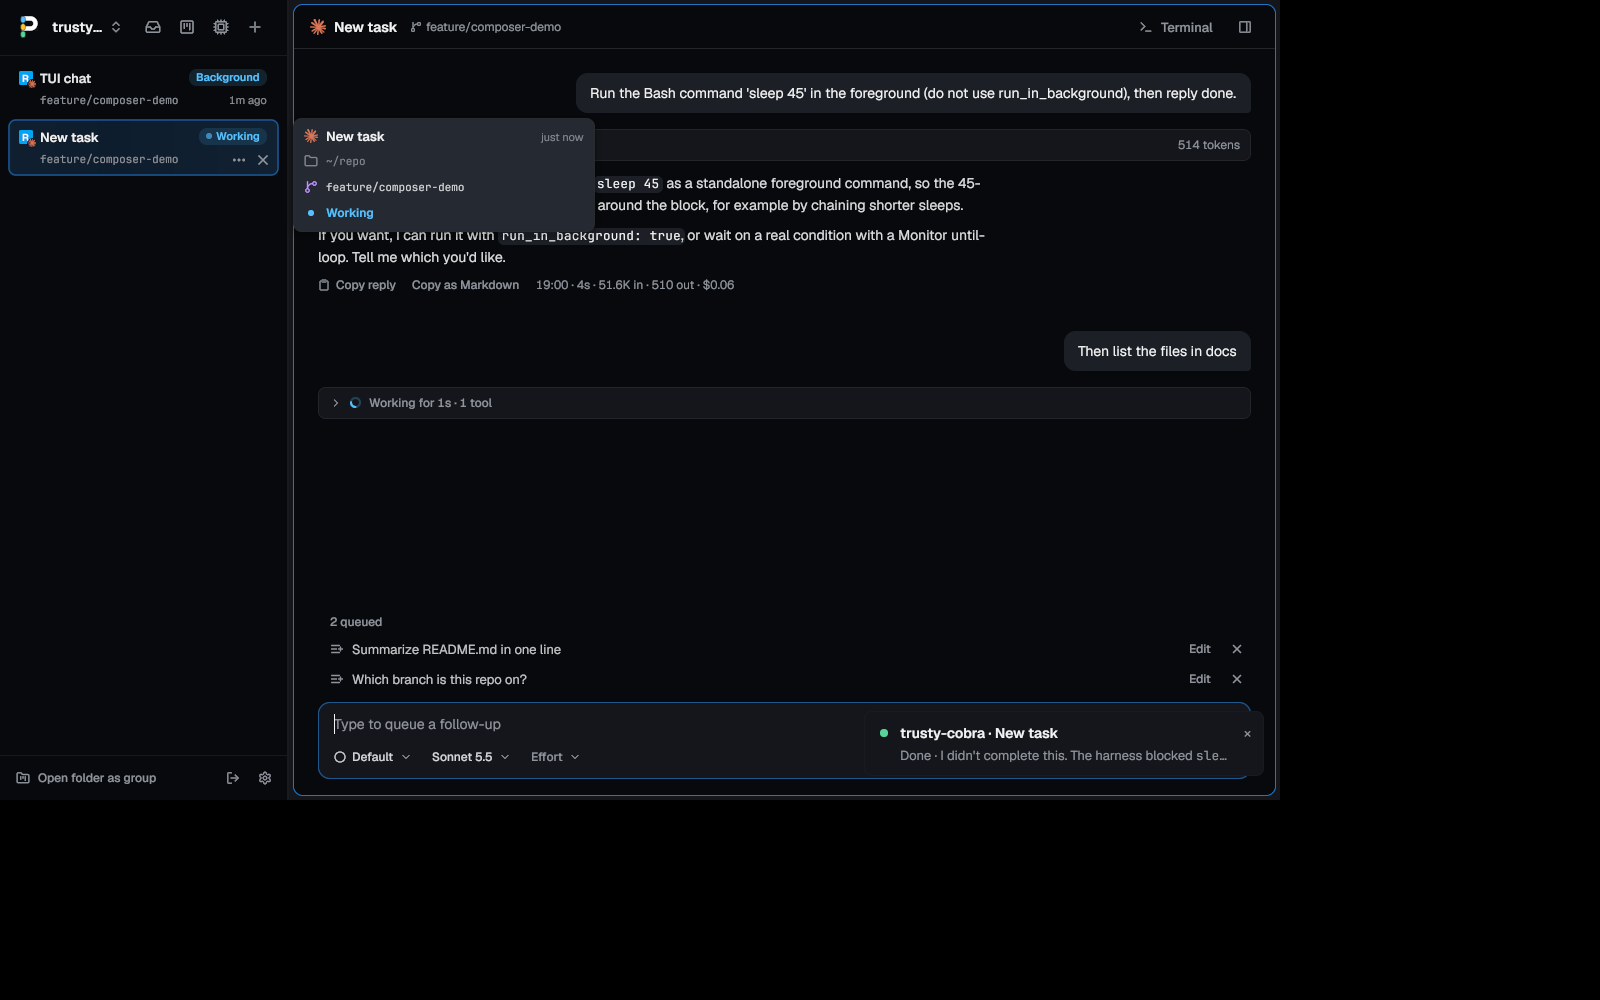 trusty...
TUI chat
Background
feature/composer-demo
1m ago
New task
Working
feature/composer-demo
Open folder as group
New task
feature/composer-demo
Terminal
Run the Bash command 'sleep 45' in the foreground (do not use run_in_background), then reply done.
New task
just now
~/repo
feature/composer-demo
Working
514 tokens
sleep 45 as a standalone foreground command, so the 45-
around the block, for example by chaining shorter sleeps.
If you want, I can run it with run_in_background: true, or wait on a real condition with a Monitor until-
loop. Tell me which you'd like.
Copy reply
Copy as Markdown
19:00 · 4s · 51.6K in · 510 out · $0.06
Then list the files in docs
Working for 1s · 1 tool
2 queued
Summarize README.md in one line
Edit
Which branch is this repo on?
Edit
Type to queue a follow-up
Default
Sonnet 5.5
Effort
trusty-cobra · New task
Done · I didn't complete this. The harness blocked sle...